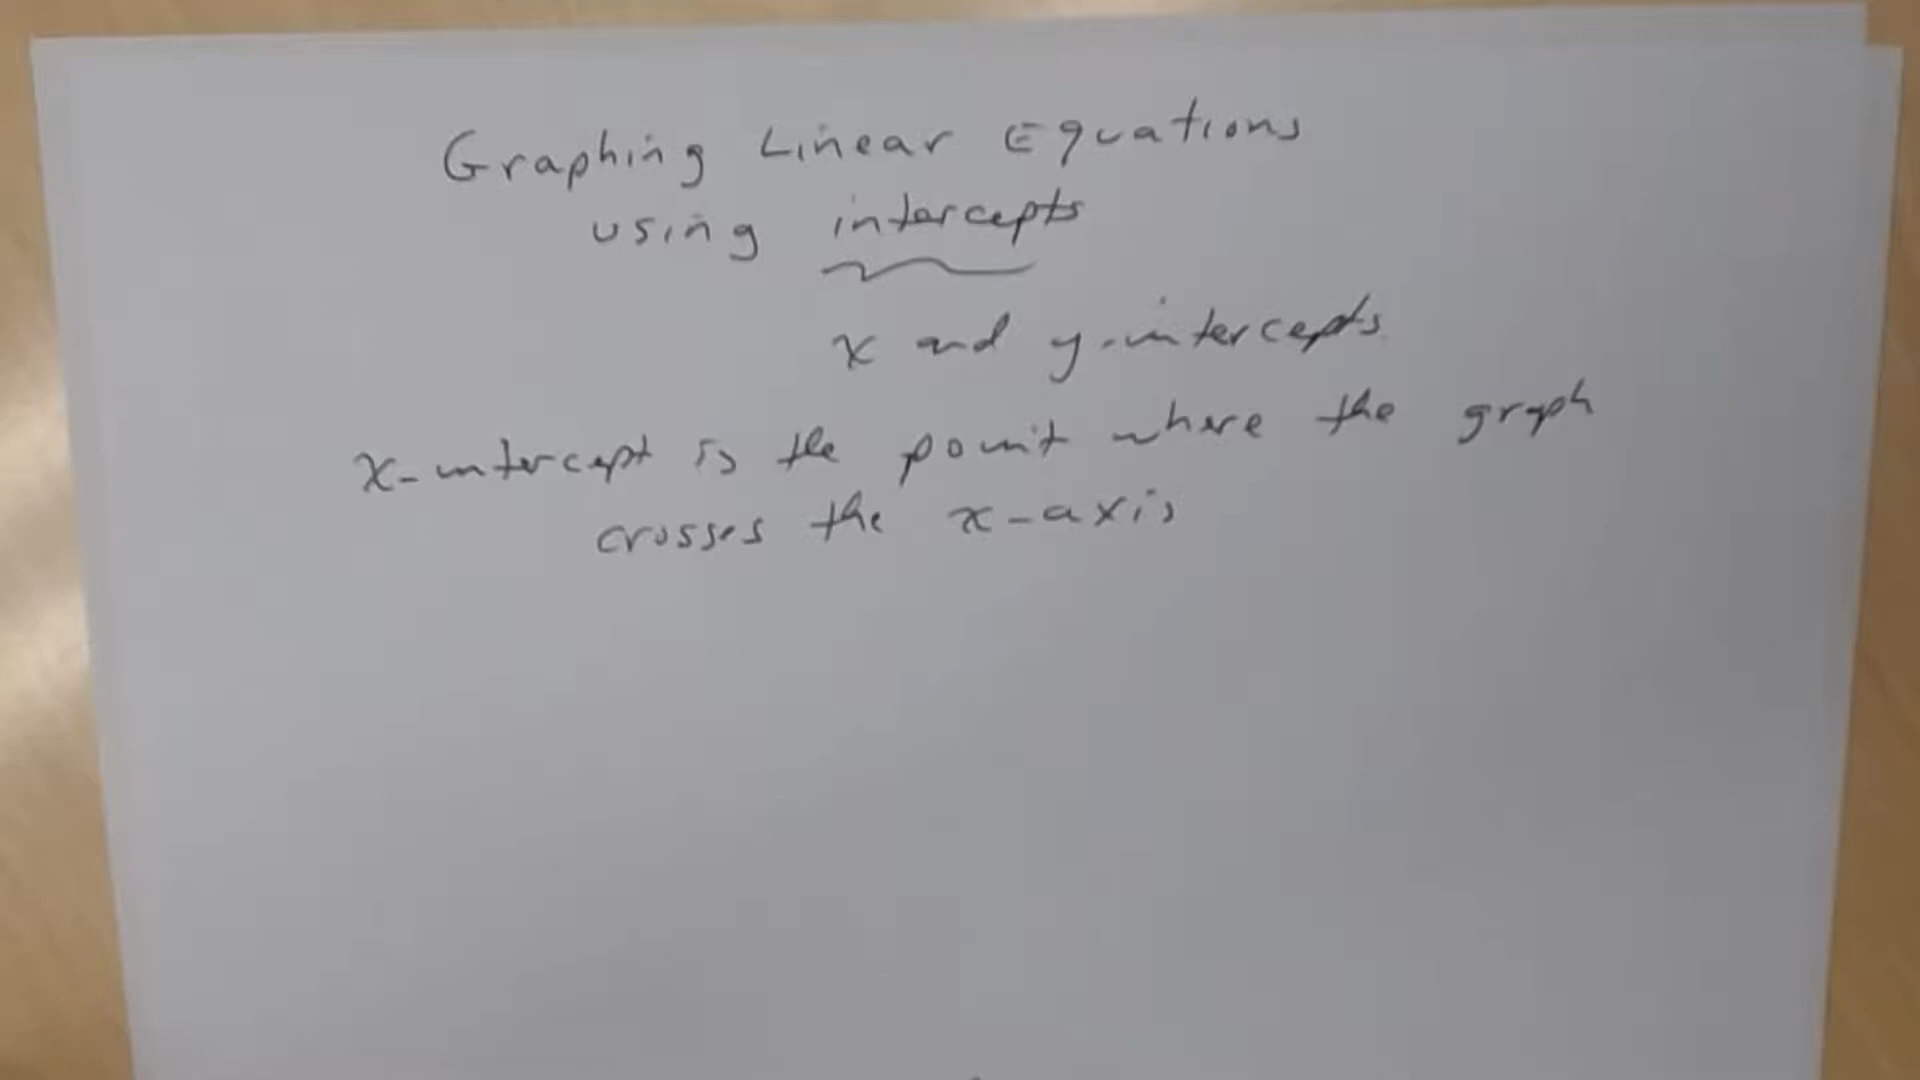 Graphing Linear Equations
using intercepts
x and y-intercepts
x-intercept is the point where the graph
crosses the x-axis